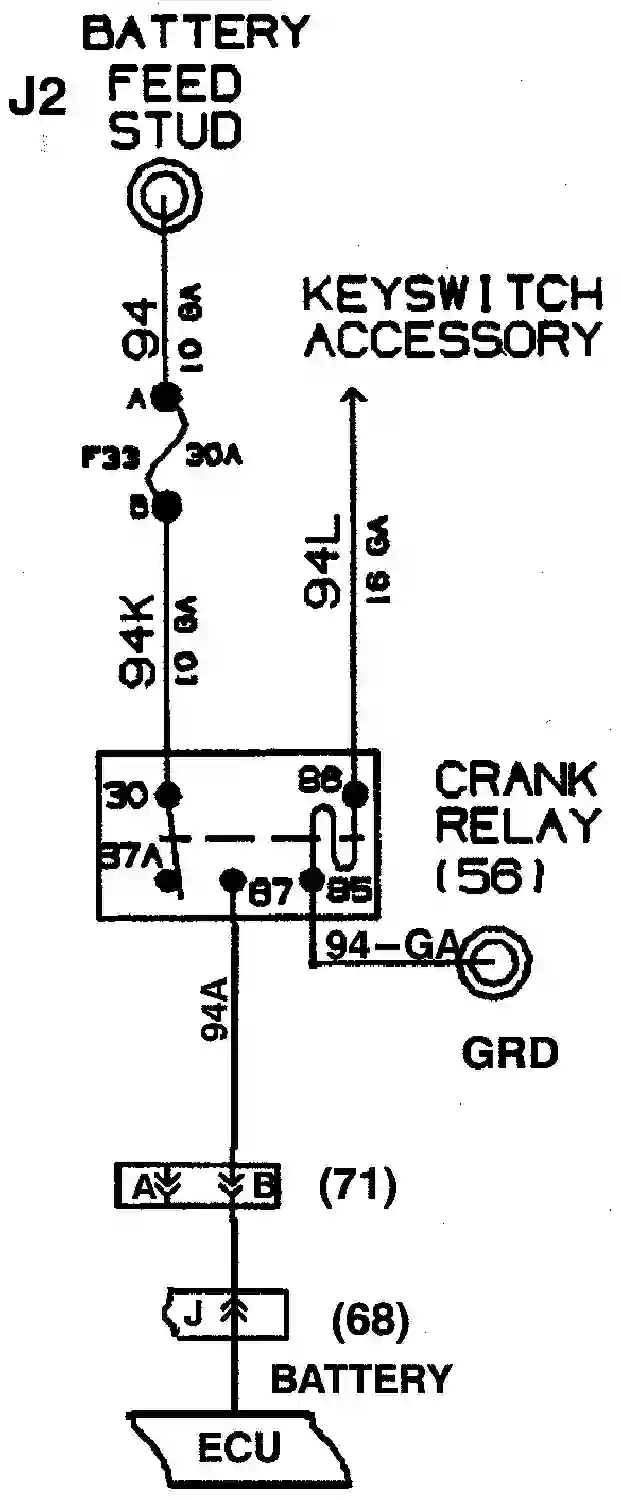 BATTERY
J2 FEED
STUD
94
10 GA
KEYSWITCH
ACCESSORY
A
F33 30A
B
94L
16 GA
94K
10 GA
30
86
CRANK
RELAY
(56)
87A
87
85
94-GA
94A
GRD
A B (71)
J (68)
BATTERY
ECU